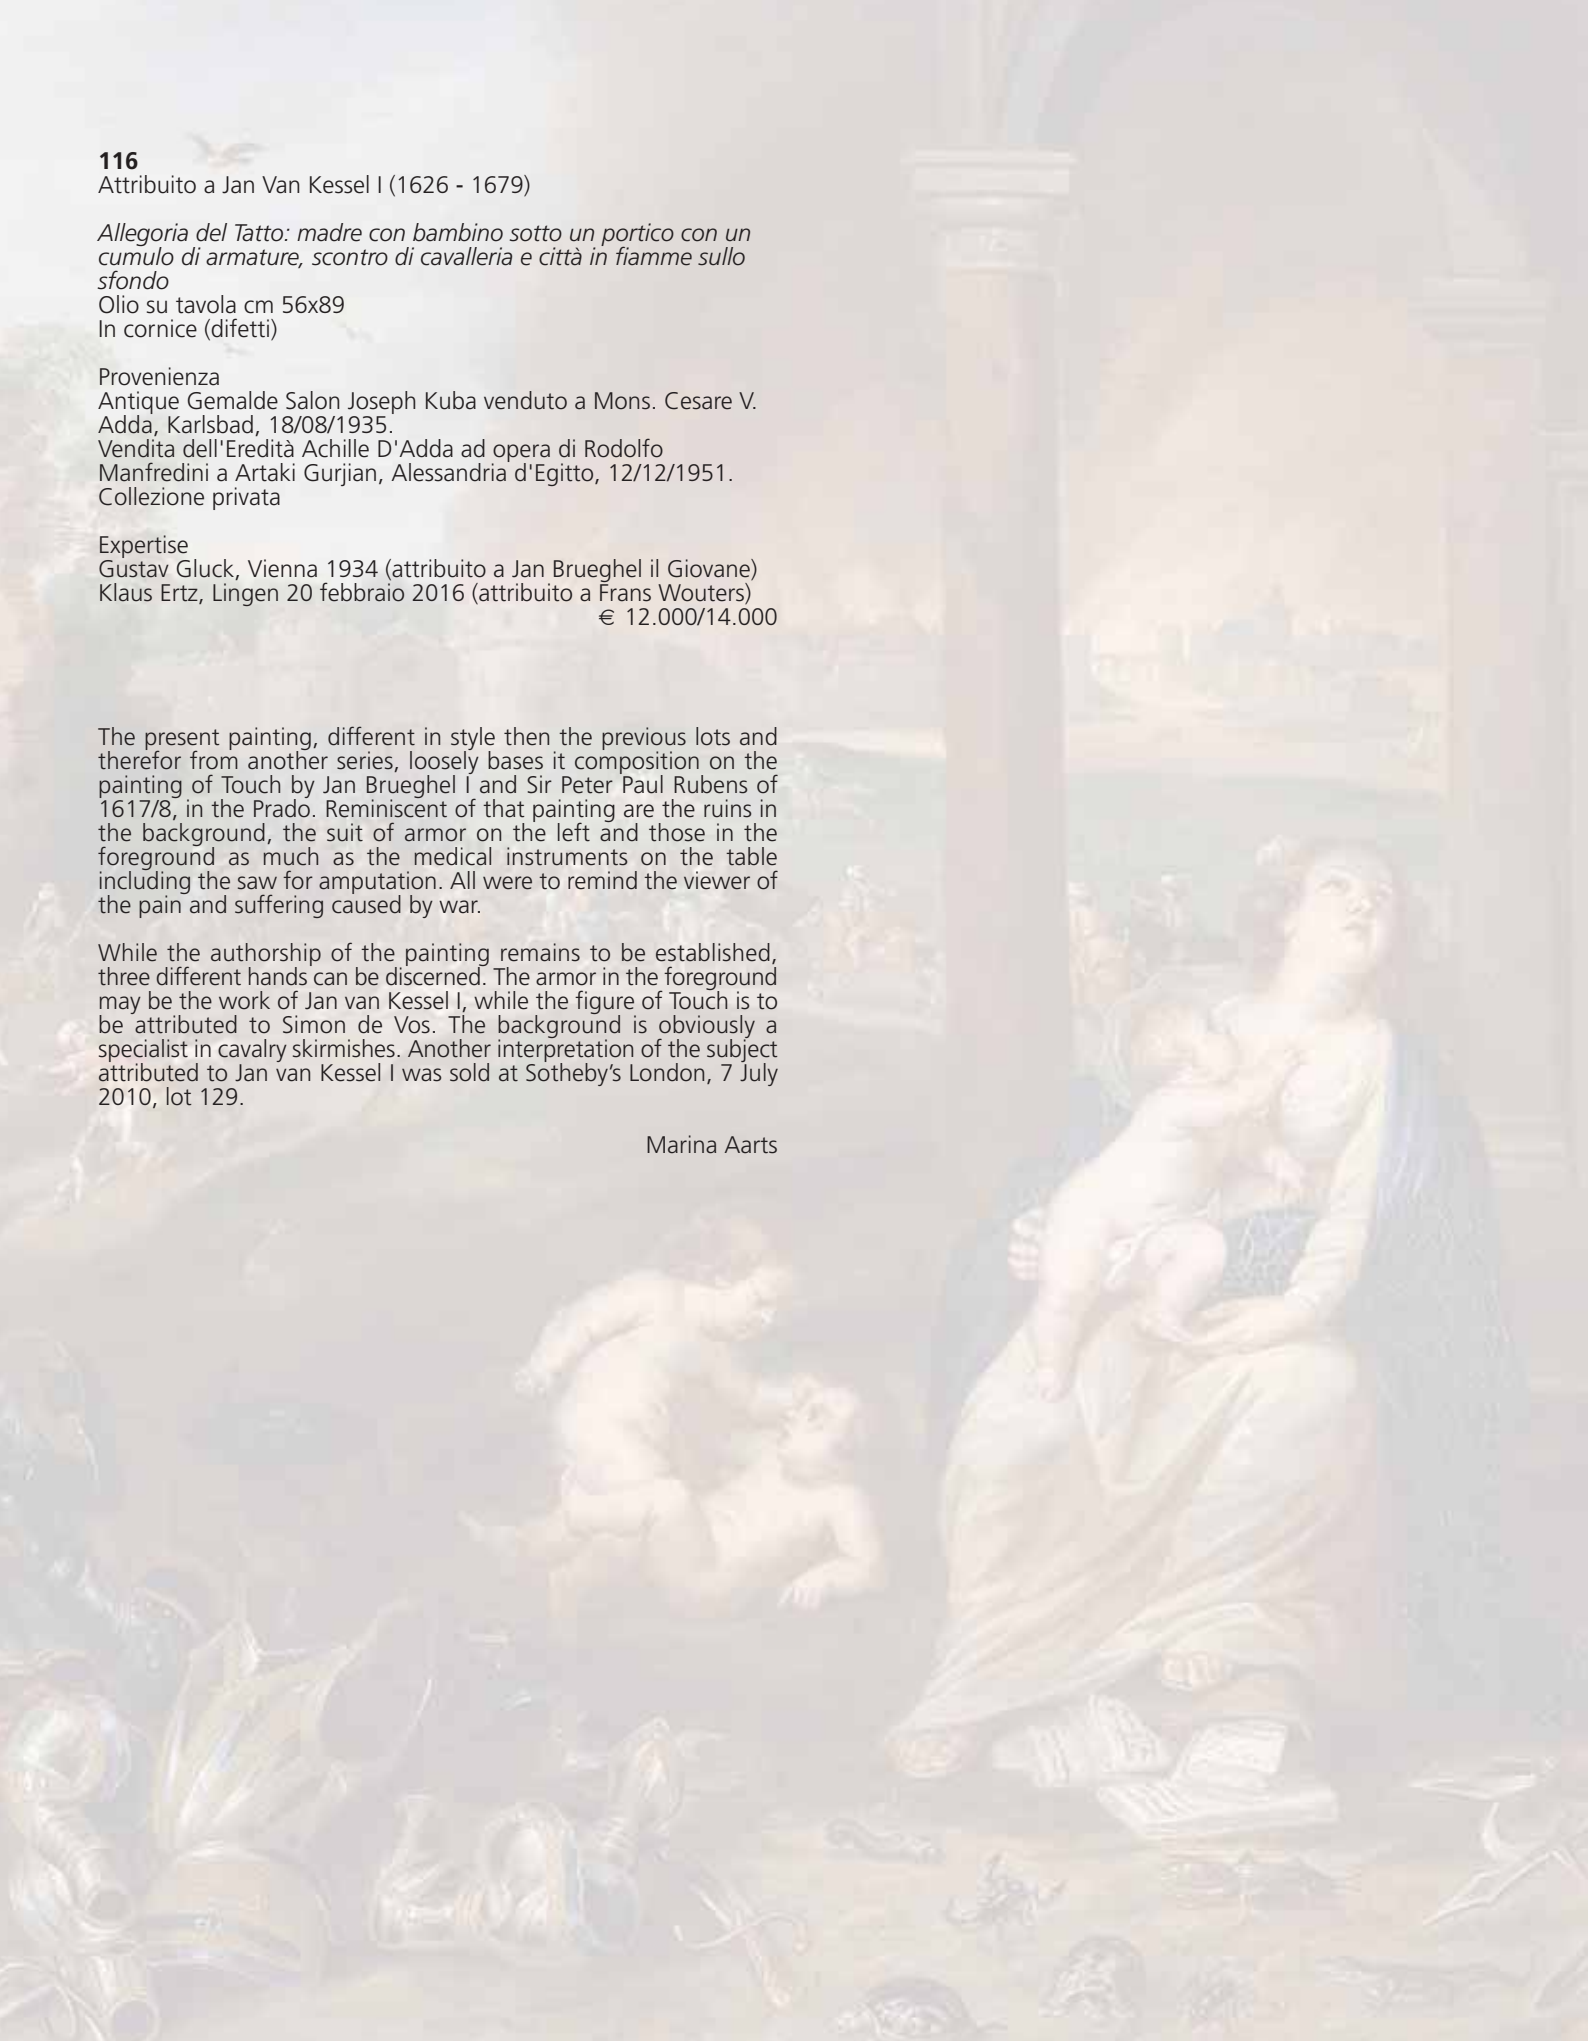 116
Attribuito a Jan Van Kessel I (1626 - 1679)
Allegoria del Tatto: madre con bambino sotto un portico con un
cumulo di armature, scontro di cavalleria e città in fiamme sullo
sfondo
Olio su tavola cm 56x89
In cornice (difetti)
Provenienza
Antique Gemalde Salon Joseph Kuba venduto a Mons. Cesare V.
Adda, Karlsbad, 18/08/1935.
Vendita dell'Eredità Achille D'Adda ad opera di Rodolfo
Manfredini a Artaki Gurjian, Alessandria d'Egitto, 12/12/1951.
Collezione privata
Expertise
Gustav Gluck, Vienna 1934 (attribuito a Jan Brueghel il Giovane)
Klaus Ertz, Lingen 20 febbraio 2016 (attribuito a Frans Wouters)
€ 12.000/14.000
The present painting, different in style then the previous lots and
therefor from another series, loosely bases it composition on the
painting of Touch by Jan Brueghel I and Sir Peter Paul Rubens of
1617/8, in the Prado. Reminiscent of that painting are the ruins in
the background, the suit of armor on the left and those in the
foreground as much as the medical instruments on the table
including the saw for amputation. All were to remind the viewer of
the pain and suffering caused by war.
While the authorship of the painting remains to be established,
three different hands can be discerned. The armor in the foreground
may be the work of Jan van Kessel I, while the figure of Touch is to
be attributed to Simon de Vos. The background is obviously a
specialist in cavalry skirmishes. Another interpretation of the subject
attributed to Jan van Kessel I was sold at Sotheby’s London, 7 July
2010, lot 129.
Marina Aarts